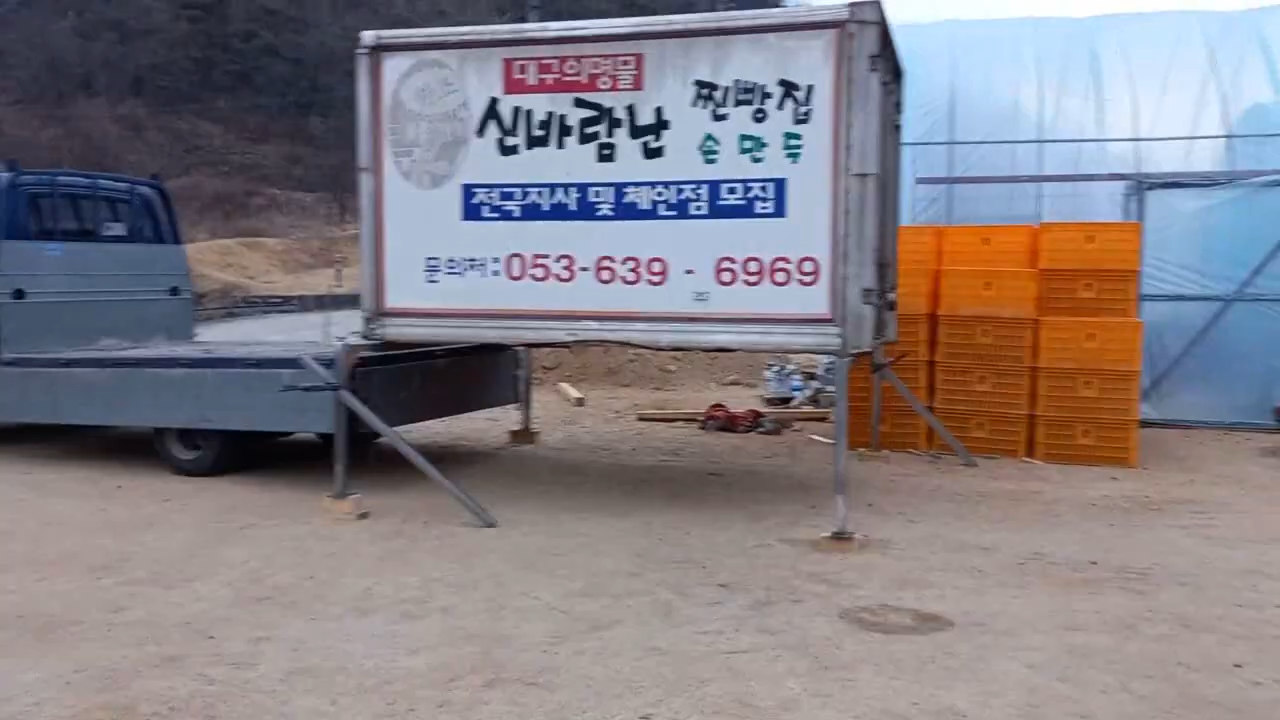 대구의명물
신바람난 찐빵집
손만두
전국지사 및 체인점 모집
문의처:053-639-6969